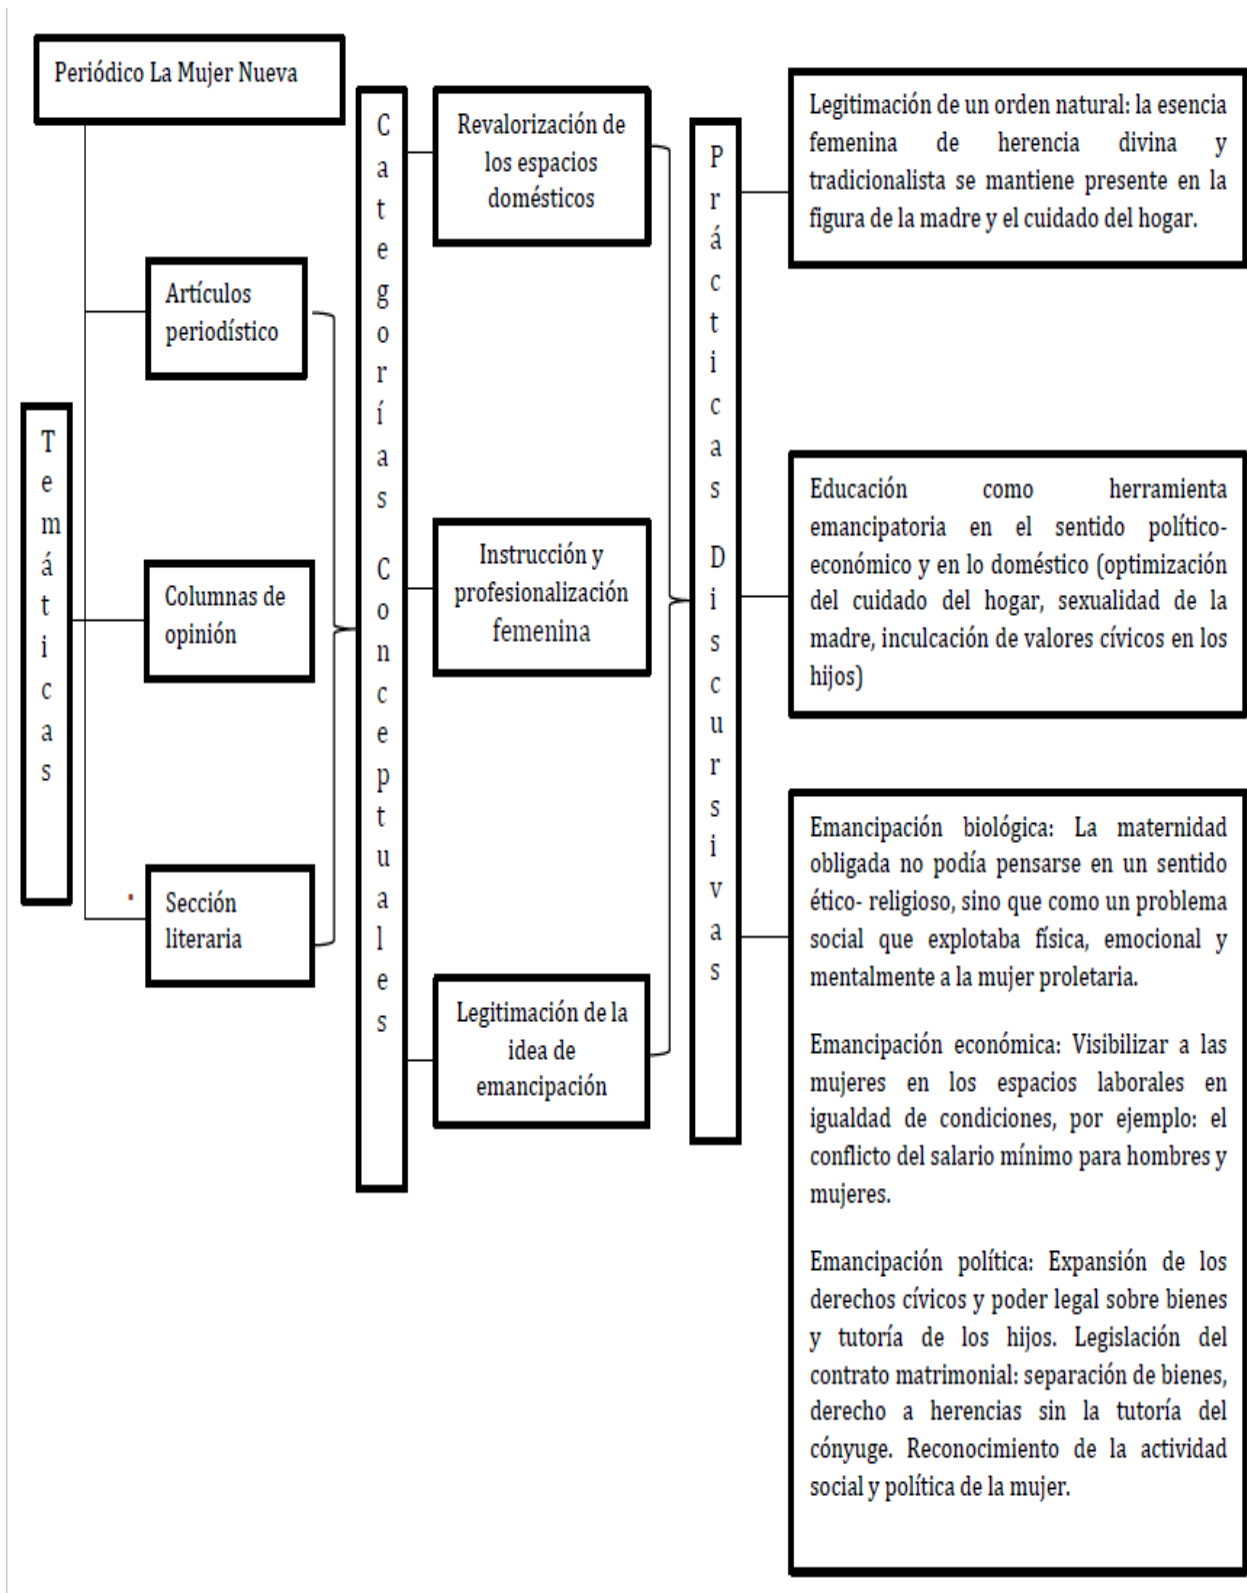 Periódico La Mujer Nueva
Temáticas
Artículos
periodístico
Columnas de
opinión
Sección
literaria
Categorías Conceptuales
Revalorización de
los espacios
domésticos
Instrucción y
profesionalización
femenina
Legitimación de la
idea de
emancipación
Prácticas Discursivas
Legitimación de un orden natural: la esencia
femenina de herencia divina y
tradicionalista se mantiene presente en la
figura de la madre y el cuidado del hogar.
Educación como herramienta
emancipatoria en el sentido político-
económico y en lo doméstico (optimización
del cuidado del hogar, sexualidad de la
madre, inculcación de valores cívicos en los
hijos)
Emancipación biológica: La maternidad
obligada no podía pensarse en un sentido
ético- religioso, sino que como un problema
social que explotaba física, emocional y
mentalmente a la mujer proletaria.
Emancipación económica: Visibilizar a las
mujeres en los espacios laborales en
igualdad de condiciones, por ejemplo: el
conflicto del salario mínimo para hombres y
mujeres.
Emancipación política: Expansión de los
derechos cívicos y poder legal sobre bienes
y tutoría de los hijos. Legislación del
contrato matrimonial: separación de bienes,
derecho a herencias sin la tutoría del
cónyuge. Reconocimiento de la actividad
social y política de la mujer.